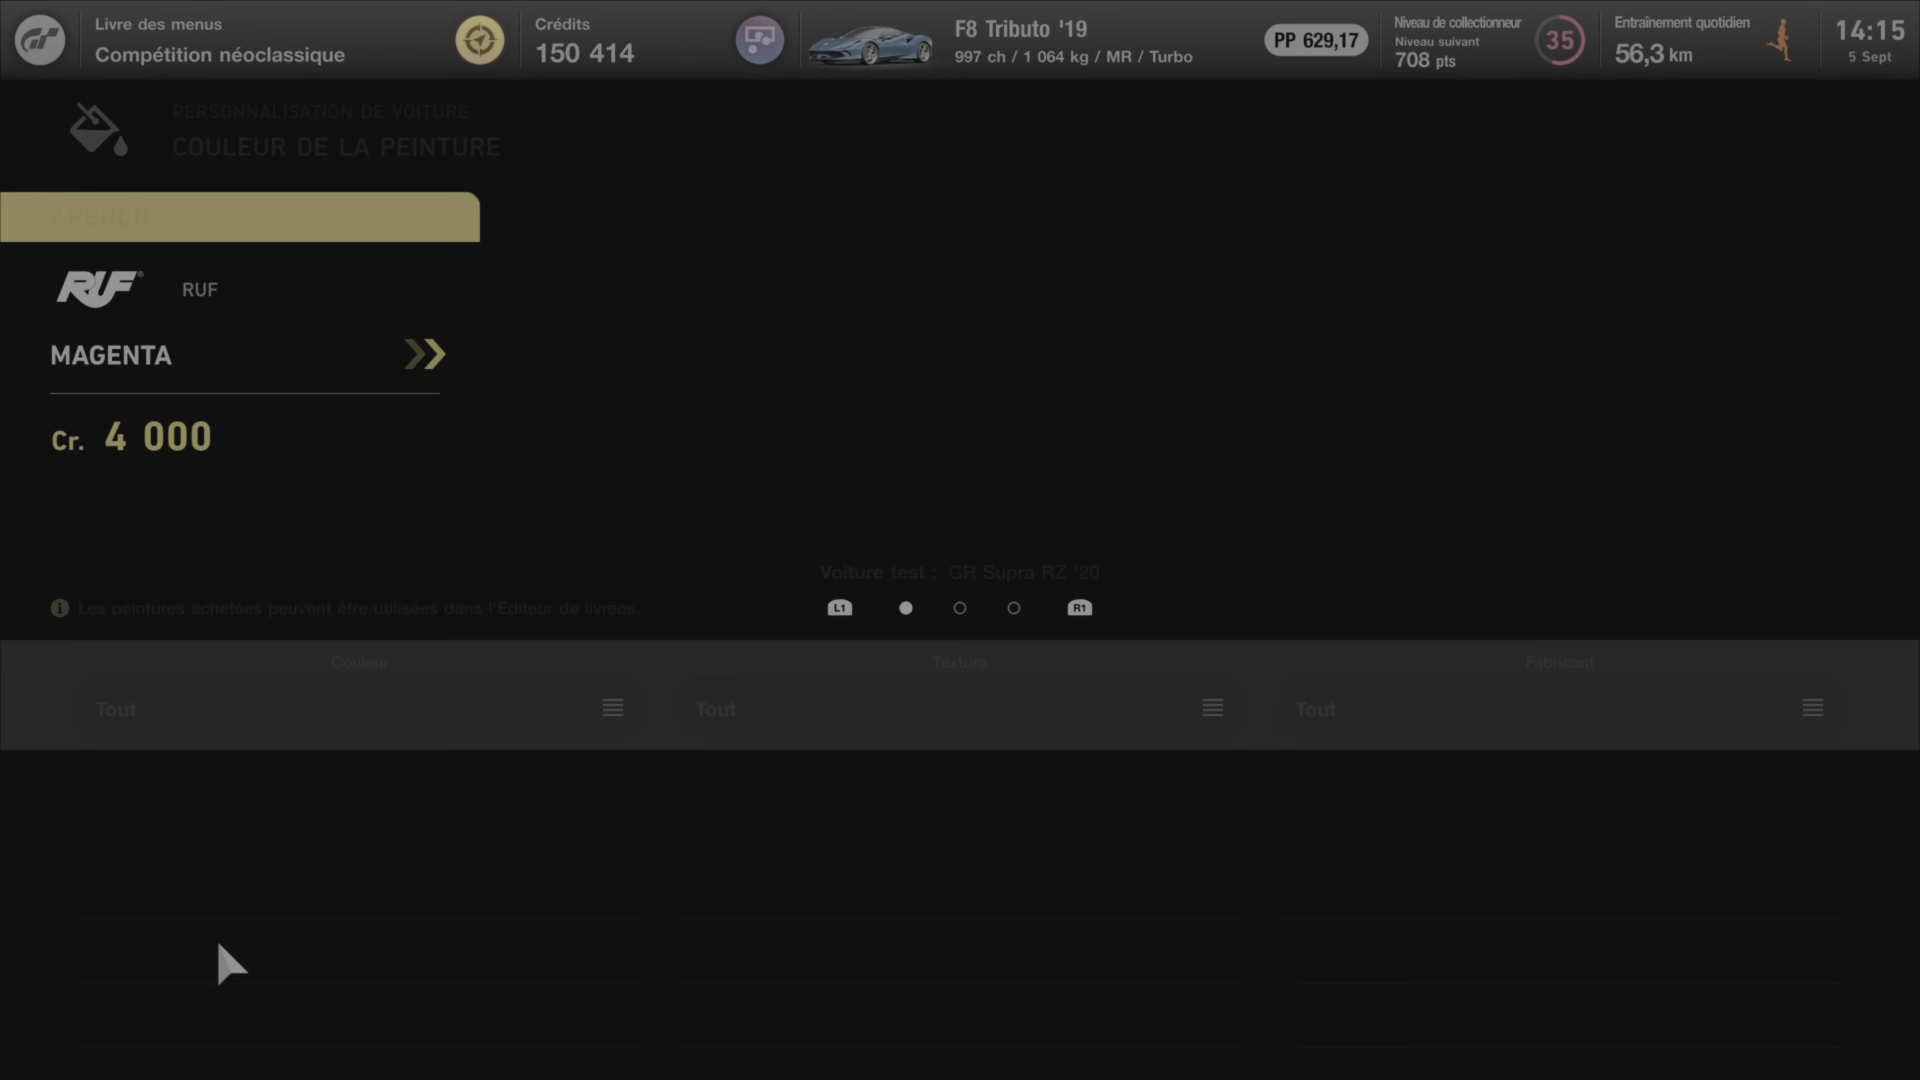 Livre des menus
Compétition néoclassique
Crédits
150 414
F8 Tributo '19
997 ch / 1 064 kg / MR / Turbo
PP 629,17
Niveau de collectionneur
Niveau suivant
708 pts
35
Entraînement quotidien
56,3 km
14:15
5 Sept
PERSONNALISATION DE VOITURE
COULEUR DE LA PEINTURE
APERÇU
RUF
RUF
MAGENTA
Cr. 4 000
Voiture test : GR Supra RZ '20
Les peintures achetées peuvent être utilisées dans l'Éditeur de livrées.
L1
R1
Couleur
Texture
Fabricant
Tout
Tout
Tout